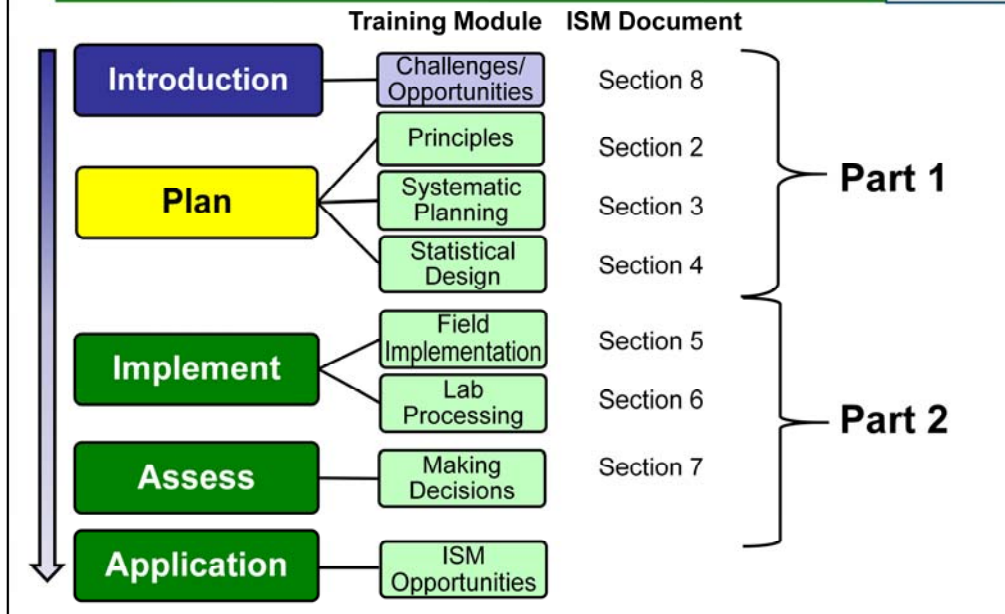 Training Module ISM Document
Introduction
Challenges/
Opportunities
Section 8
Plan
Principles
Section 2
Systematic
Planning
Section 3
Statistical
Design
Section 4
Part 1
Implement
Field
Implementation
Section 5
Lab
Processing
Section 6
Part 2
Assess
Making
Decisions
Section 7
Application
ISM
Opportunities